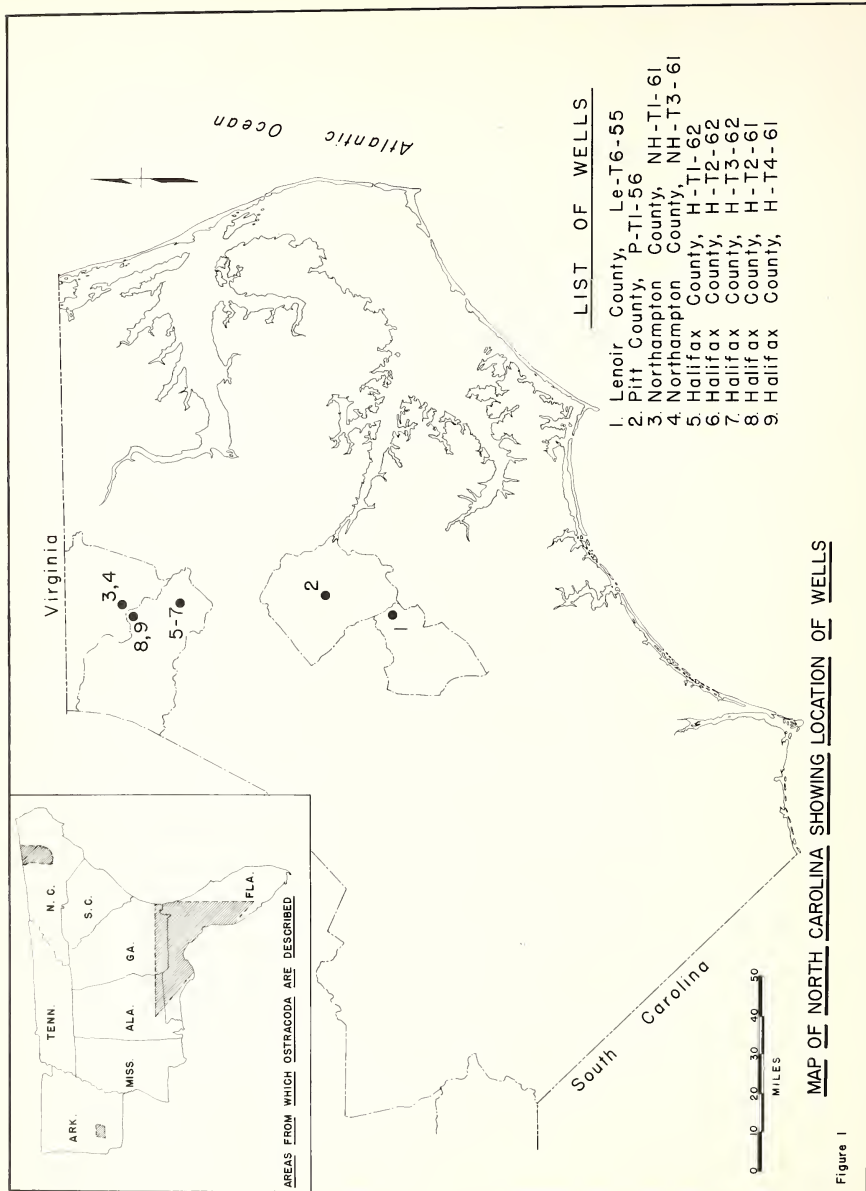 ARK.
TENN.
N. C.
S.C.
MISS.
ALA.
GA.
FLA.
AREAS FROM WHICH OSTRACODA ARE DESCRIBED
Virginia
Atlantic Ocean
3,4
8,9
5-7
2
1
South Carolina
LIST OF WELLS
1. Lenoir County, Le-T6-55
2. Pitt County, P-T1-56
3. Northampton County, NH-T1-61
4. Northampton County, NH-T3-61
5. Halifax County, H-T1-62
6. Halifax County, H-T2-62
7. Halifax County, H-T3-62
8. Halifax County, H-T2-61
9. Halifax County, H-T4-61
0 10 20 30 40 50
MILES
MAP OF NORTH CAROLINA SHOWING LOCATION OF WELLS
Figure 1